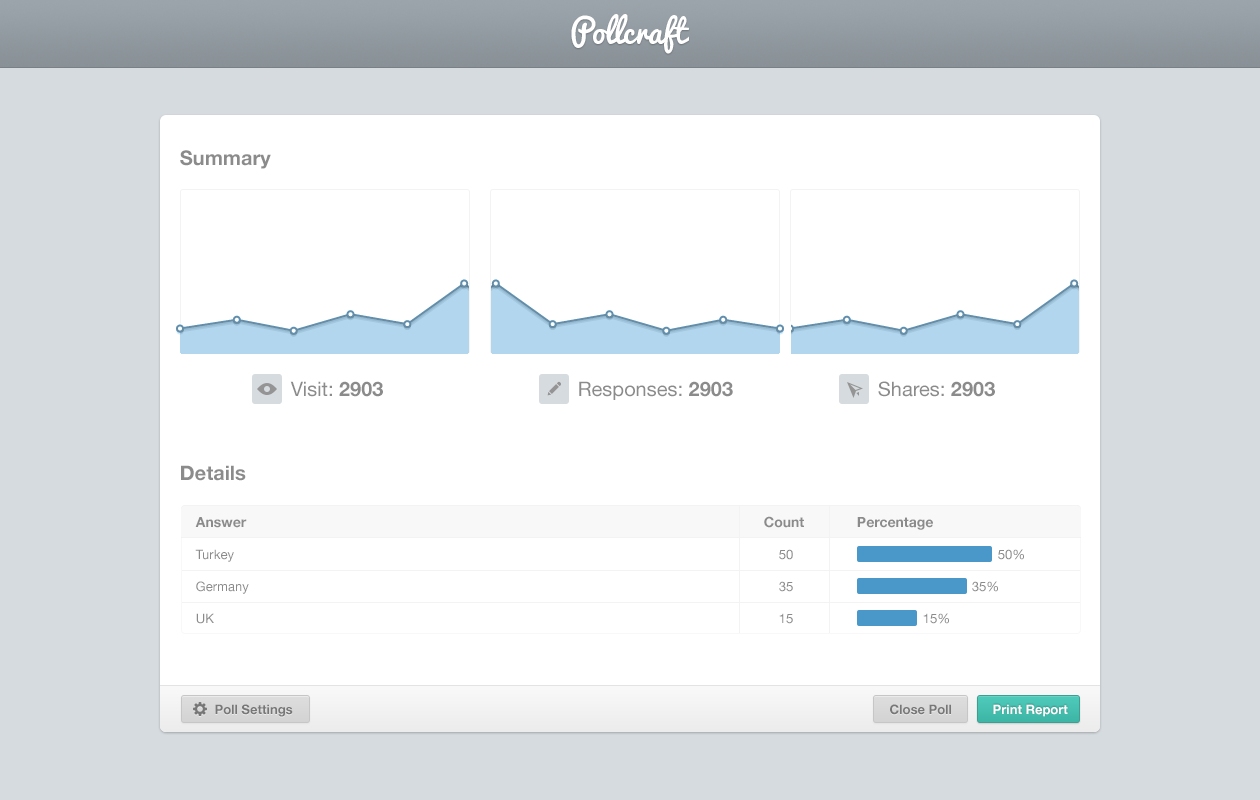 Pollcraft
Summary
Visit: 2903
Responses: 2903
Shares: 2903
Details
Answer Count Percentage
Turkey 50 50%
Germany 35 35%
UK 15 15%
Poll Settings
Close Poll
Print Report